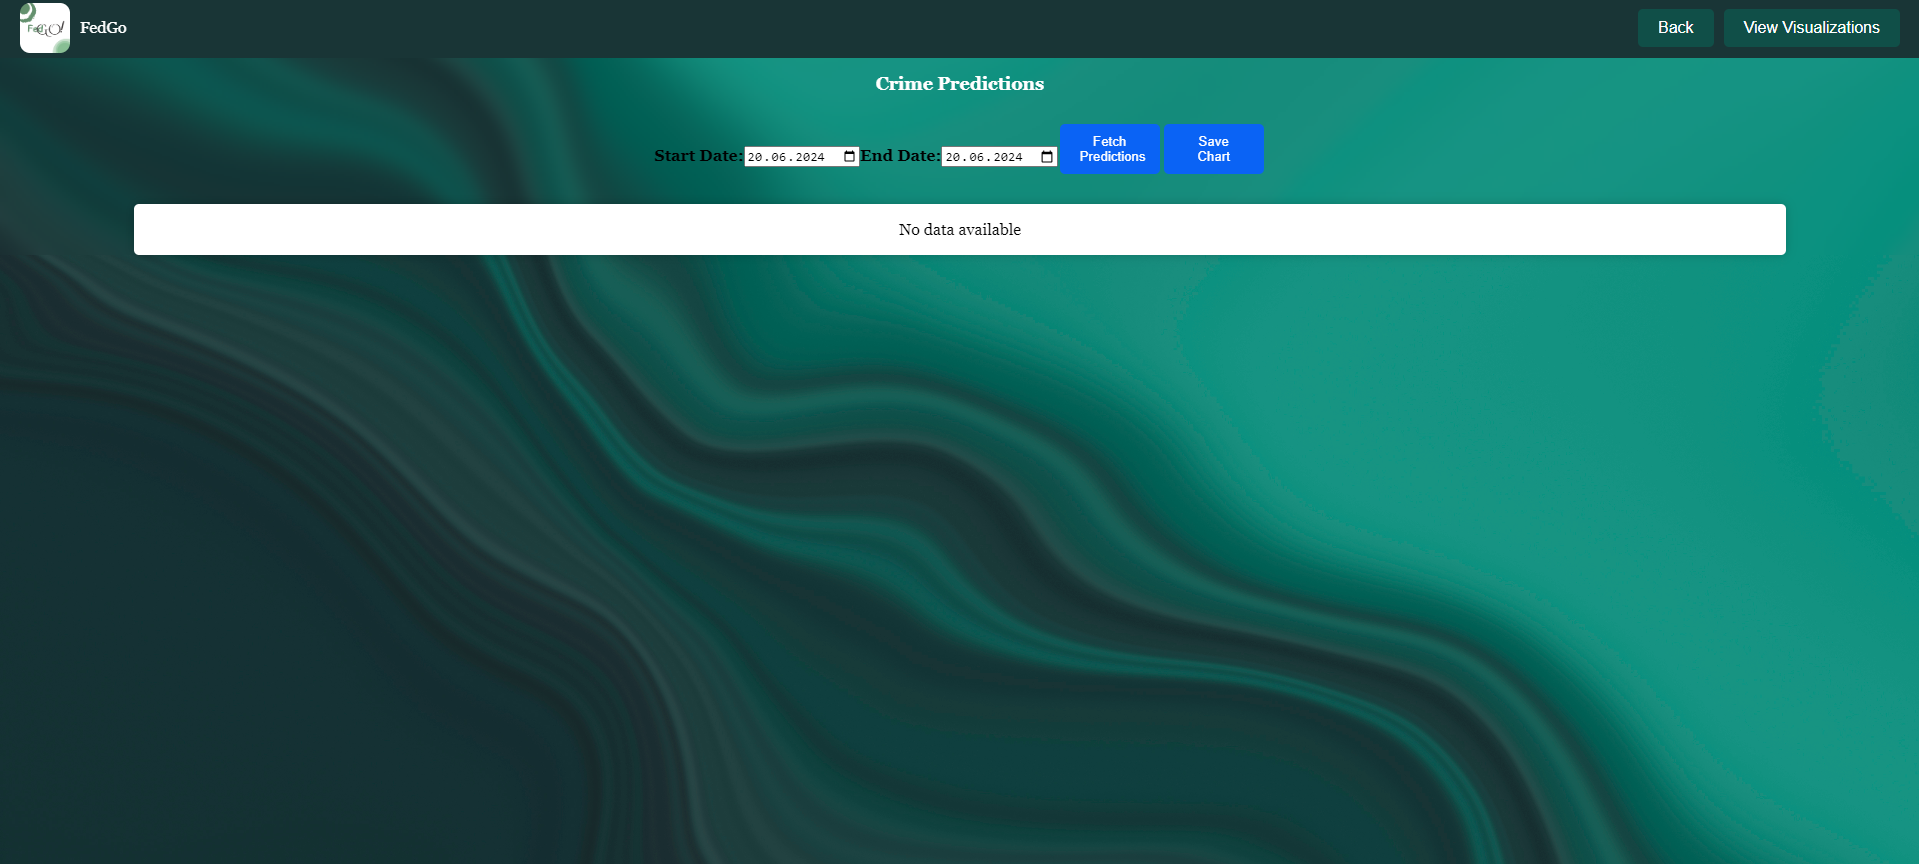 FedGO!
FedGo
Back
View Visualizations
Crime Predictions
Start Date:
20.06.2024
End Date:
20.06.2024
Fetch
Predictions
Save
Chart
No data available